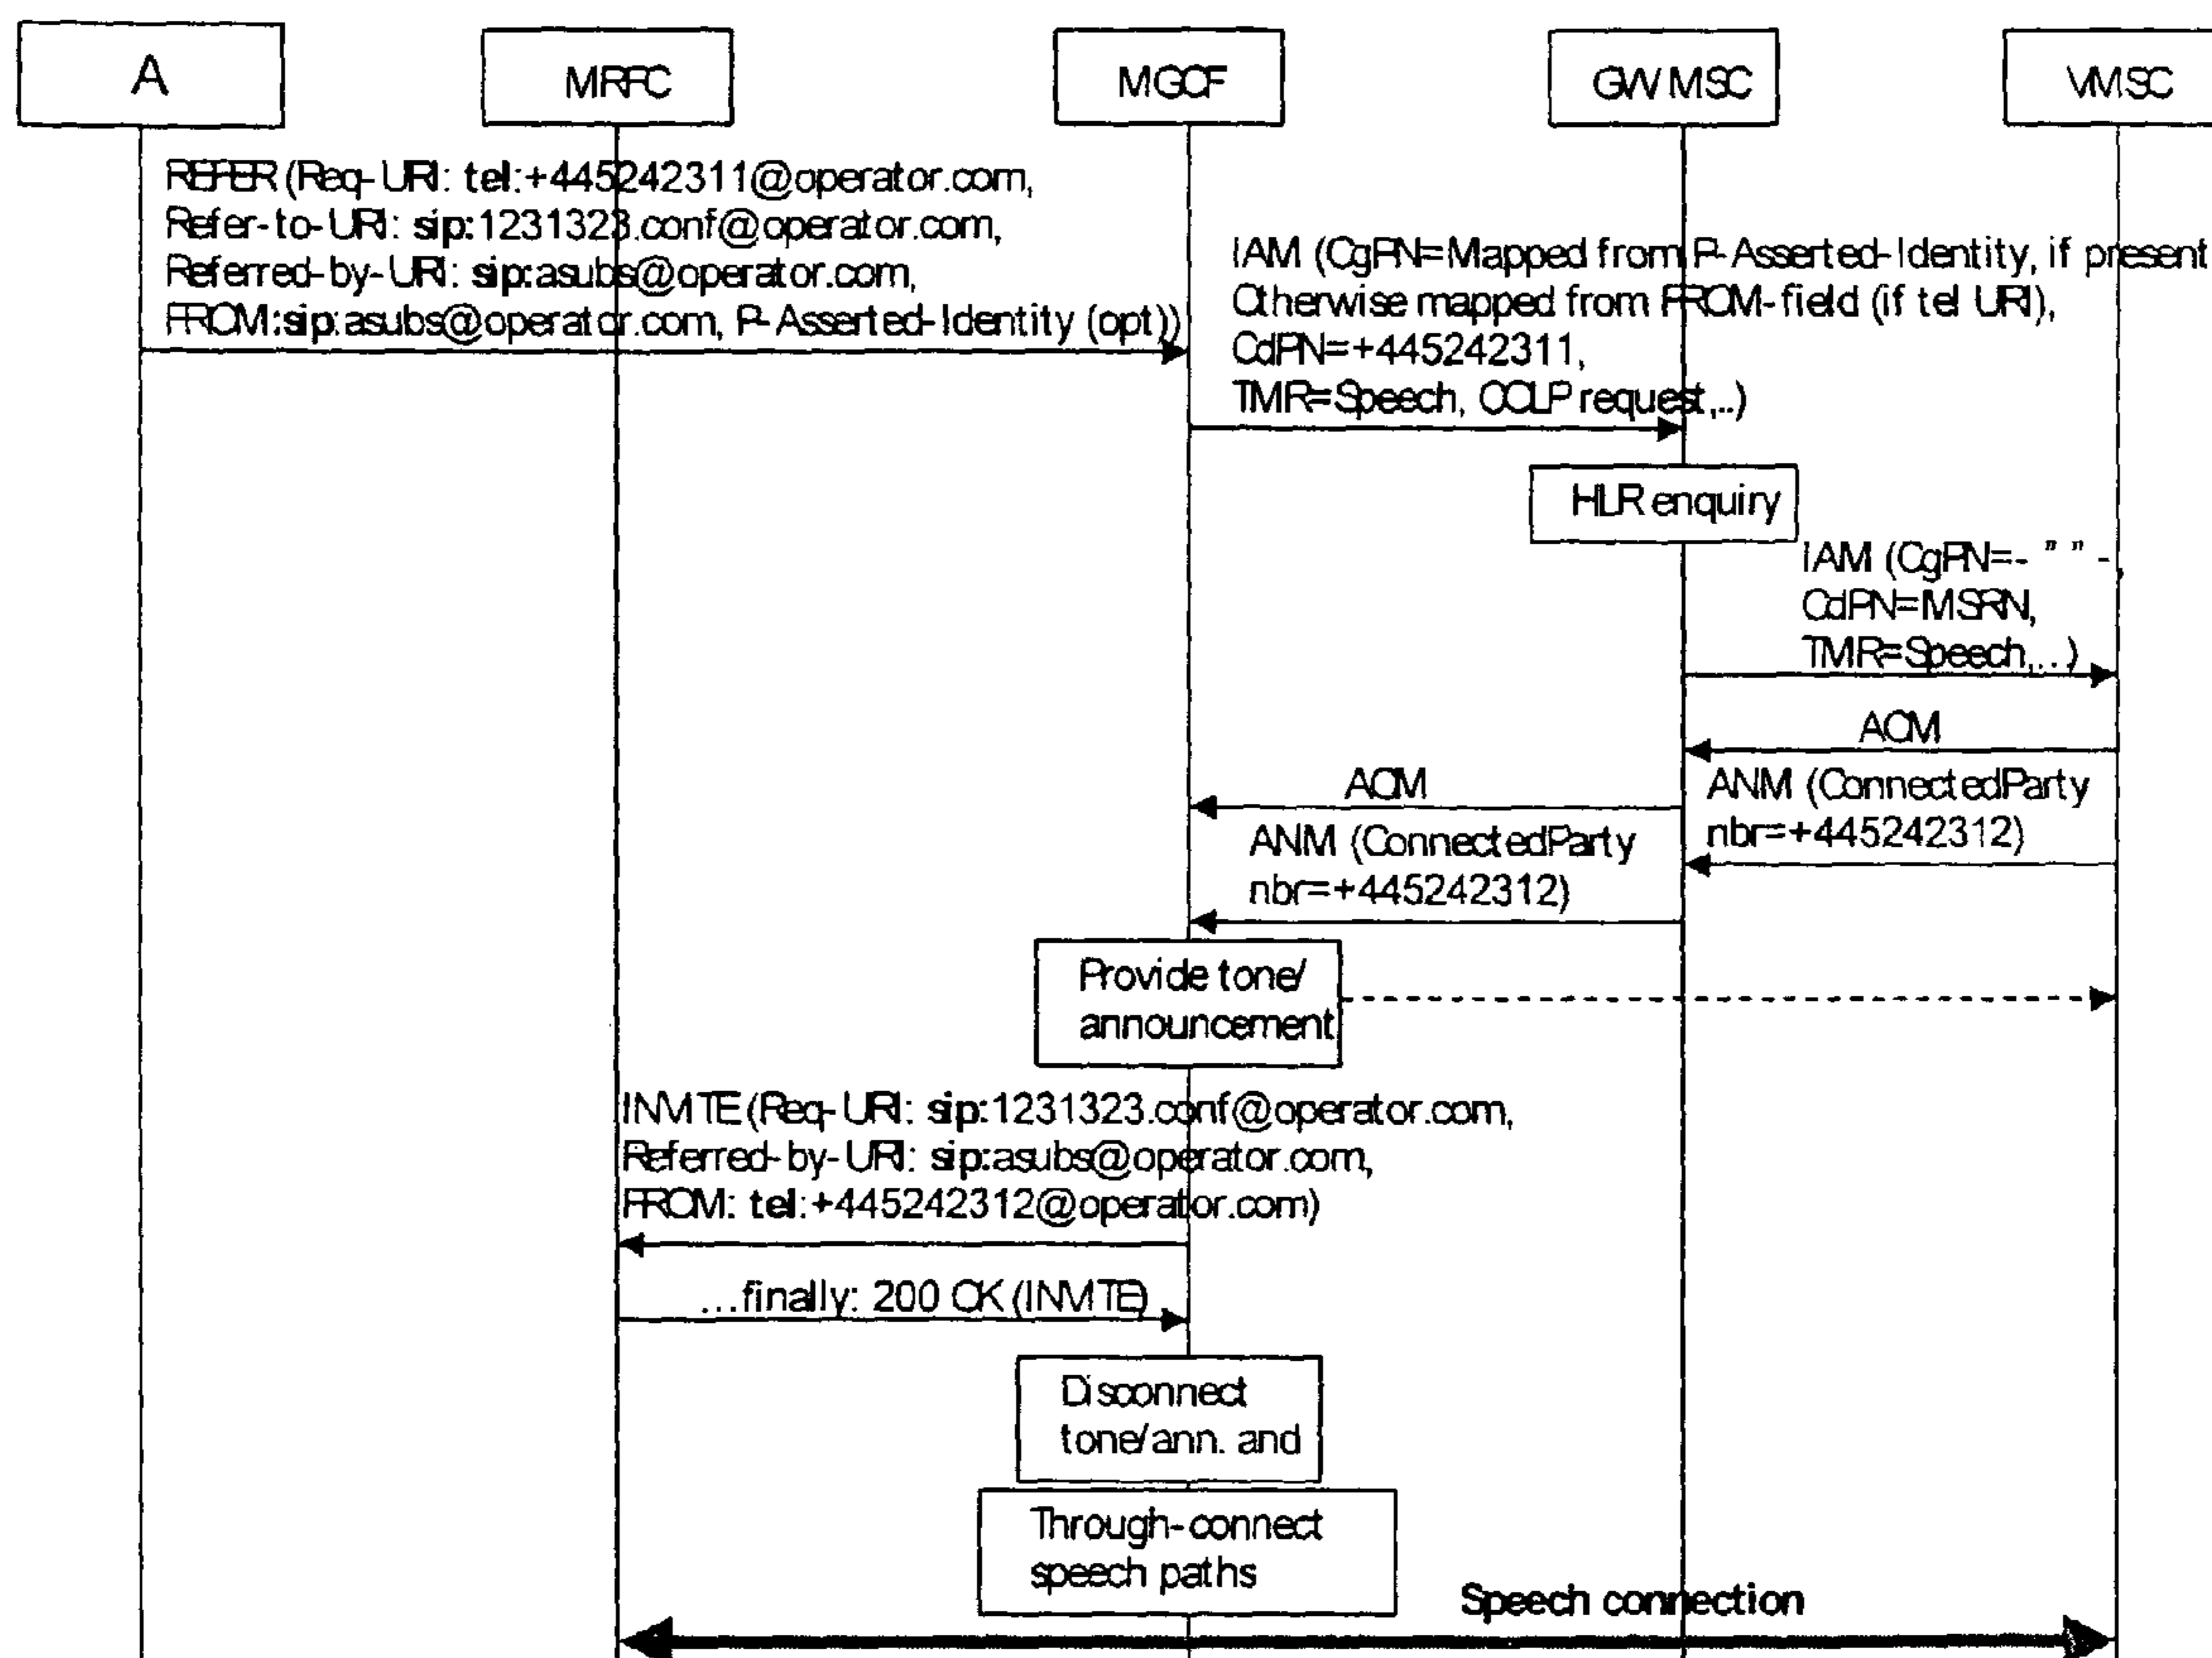 A
MRFC
MGCF
GW MSC
VMSC
REFER (Req-URI: tel:+445242311@operator.com,
Refer-to-URI: sip:1231323.conf@operator.com,
Referred-by-URI: sip:asubs@operator.com,
FROM:sip:asubs@operator.com, P-Asserted-Identity (opt))
IAM (CgPN=Mapped from P-Asserted-Identity, if present
Otherwise mapped from FROM-field (if tel URI),
CdPN=+445242311,
TMR=Speech, COLP request,..)
HLR enquiry
IAM (CgPN=- " " -,
CdPN=MSRN,
TMR=Speech,..)
ACM
ACM
ANM (ConnectedParty
nbr=+445242312)
ANM (ConnectedParty
nbr=+445242312)
Provide tone/
announcement
INVITE (Req-URI: sip:1231323.conf@operator.com,
Referred-by-URI: sip:asubs@operator.com,
FROM: tel:+445242312@operator.com)
...finally: 200 OK (INVITE)
Disconnect
tone/ann. and
Through-connect
speech paths
Speech connection